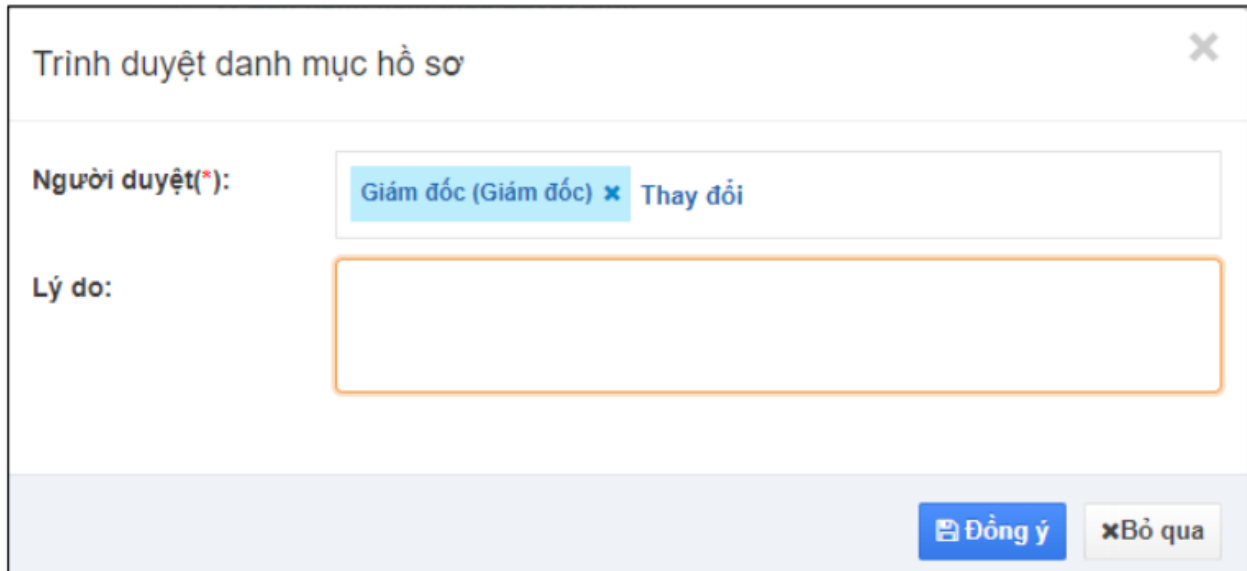 Trình duyệt danh mục hồ sơ
Người duyệt(*):
Giám đốc (Giám đốc) Thay đổi
Lý do:
Đồng ý
Bỏ qua